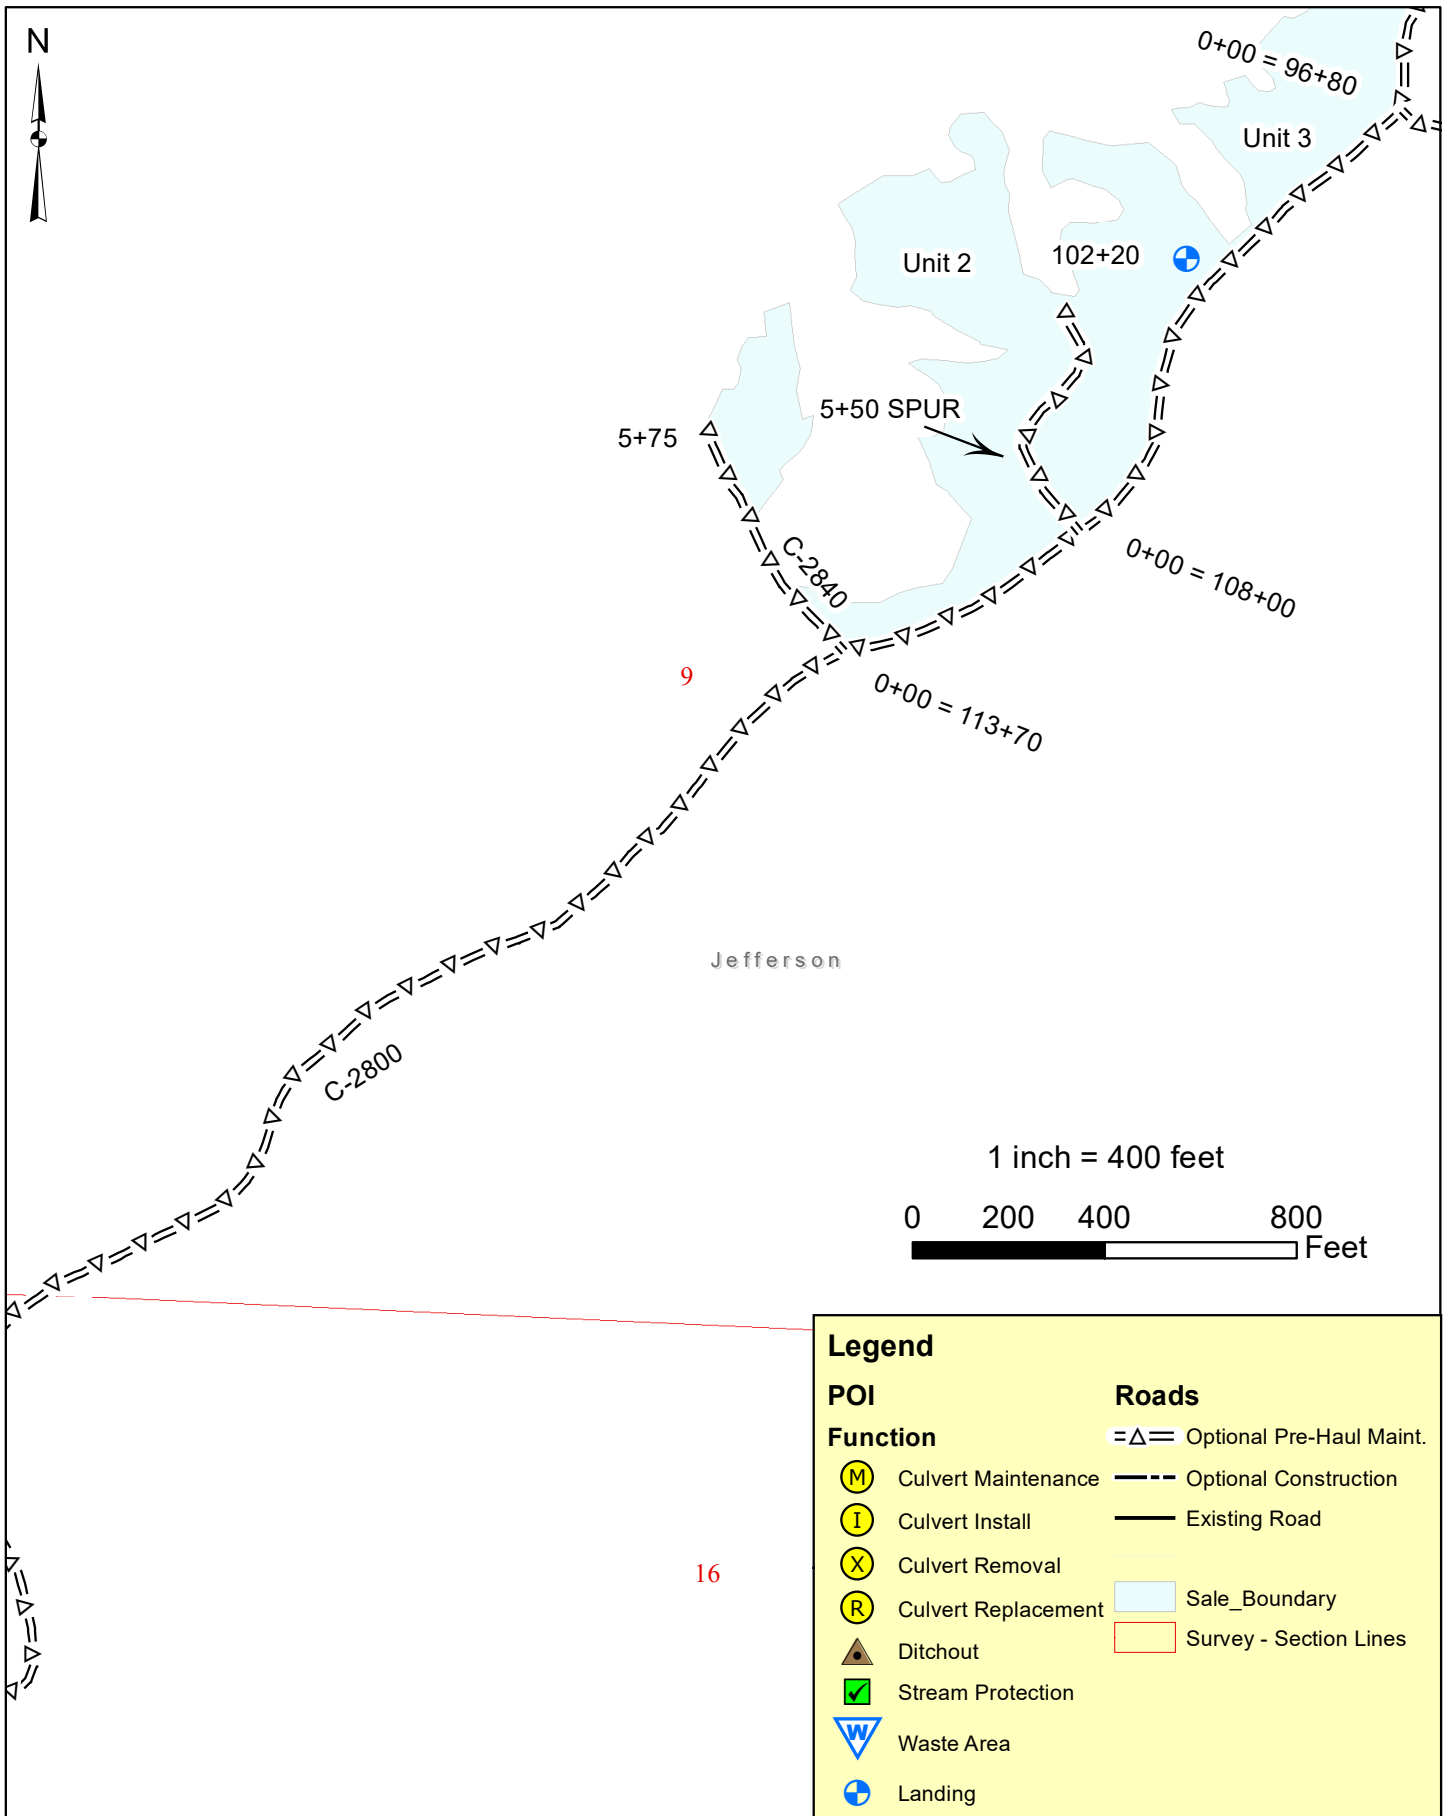 N
0+00 = 96+80
Unit 3
Unit 2
102+20
5+50 SPUR
5+75
C-2840
0+00 = 108+00
9
0+00 = 113+70
Jefferson
C-2800
1 inch = 400 feet
0 200 400 800
Feet
Legend
POI
Function
M Culvert Maintenance
I Culvert Install
X Culvert Removal
R Culvert Replacement
Ditchout
Stream Protection
W Waste Area
Landing
Roads
Optional Pre-Haul Maint.
Optional Construction
Existing Road
Sale_Boundary
Survey - Section Lines
16